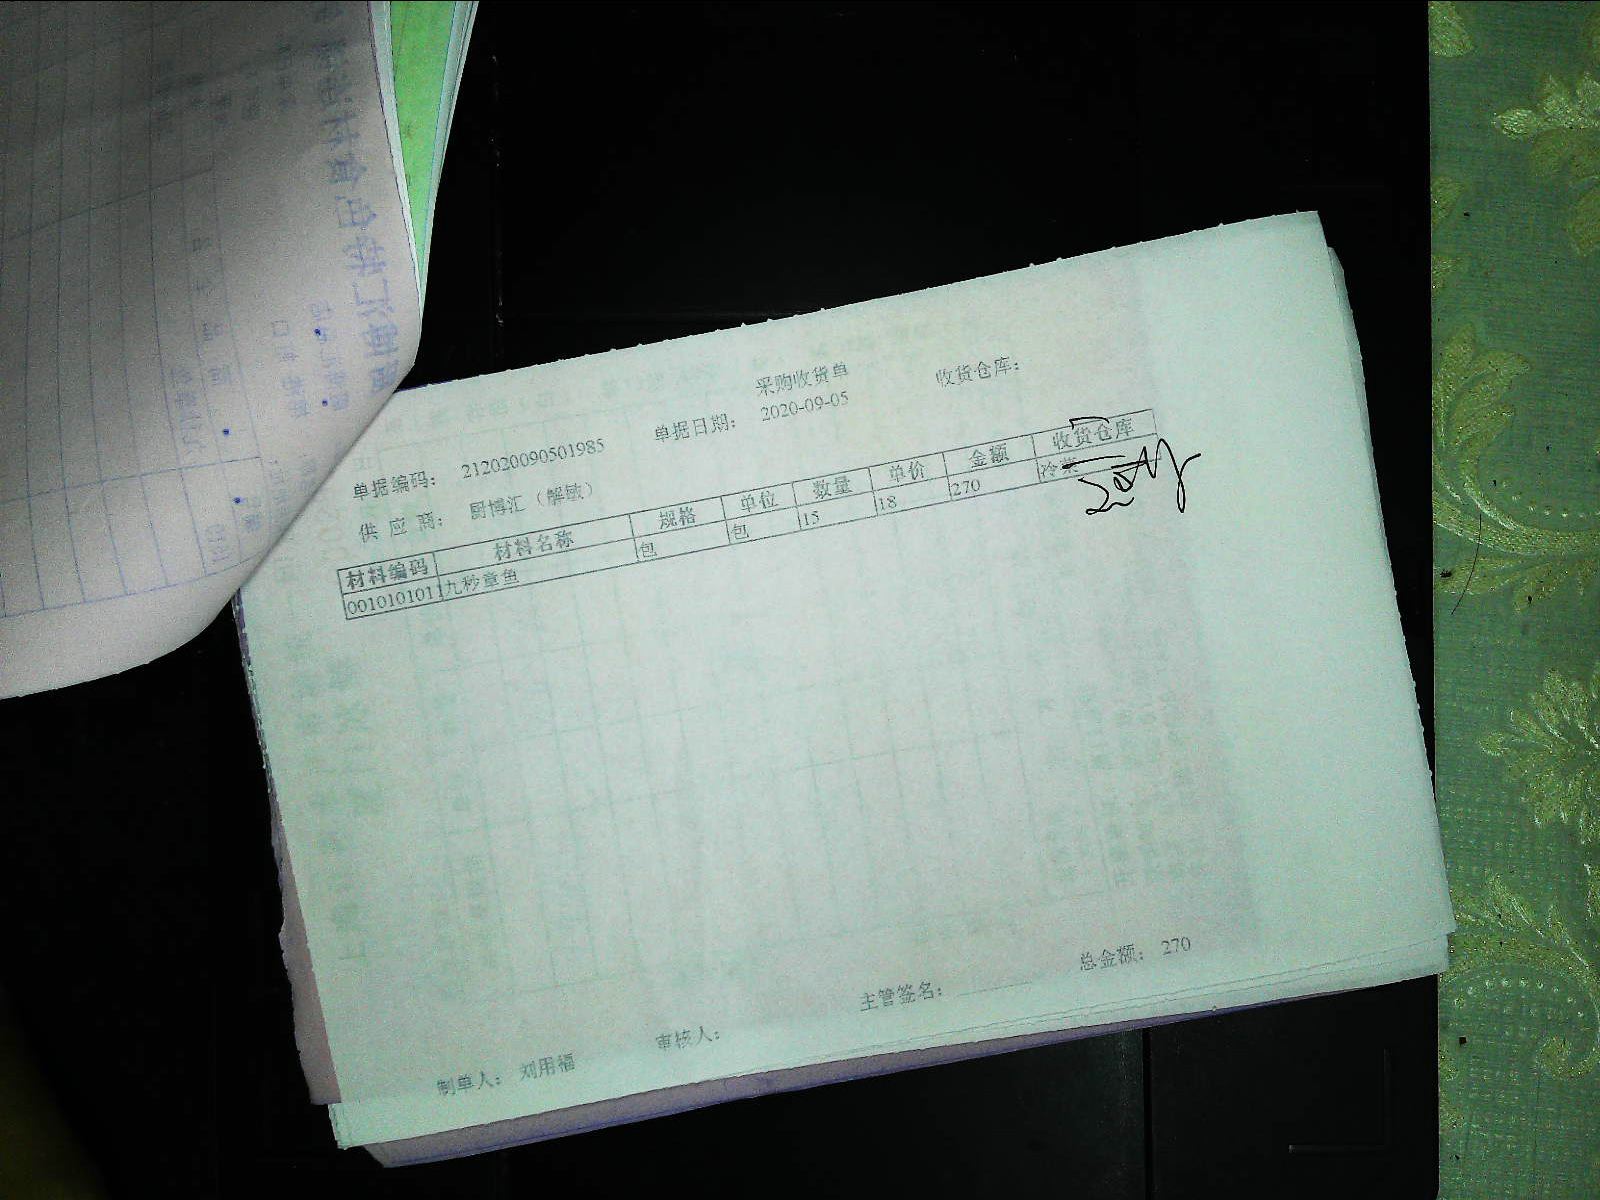 采购收货单
单据编码： 212020090501985 单据日期： 2020-09-05 收货仓库：
供 应 商： 厨博汇（解敏）
材料编码 材料名称 规格 单位 数量 单价 金额 收货仓库
0010101011 九秒章鱼 包 包 15 18 270 冷菜
总金额： 270
制单人： 刘用福 审核人： 主管签名：